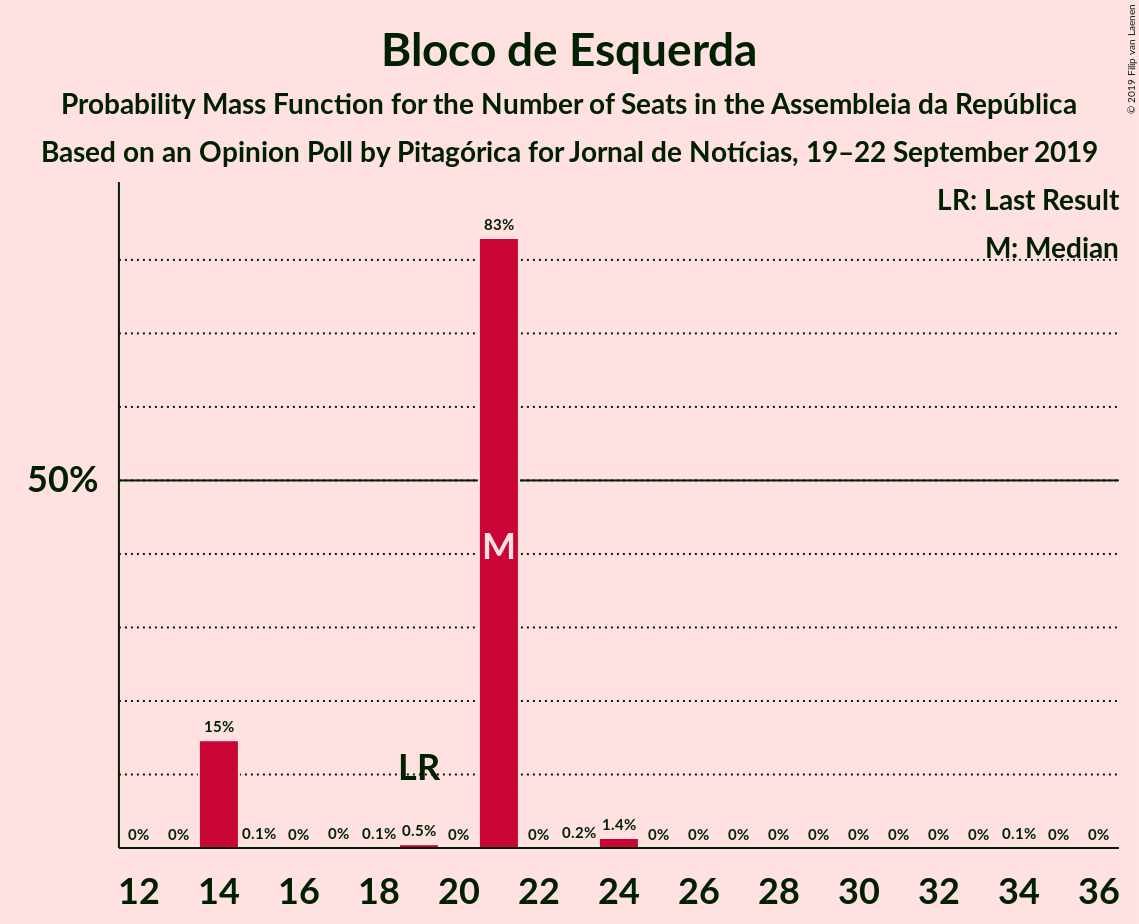 Bloco de Esquerda
Probability Mass Function for the Number of Seats in the Assembleia da República
Based on an Opinion Poll by Pitagórica for Jornal de Notícias, 19–22 September 2019
© 2019 Filip van Laenen
LR: Last Result
M: Median
83%
50%
M
15%
LR
0% 0% 0.1% 0% 0% 0.1% 0.5% 0% 0% 0.2% 1.4% 0% 0% 0% 0% 0% 0% 0% 0% 0% 0.1% 0% 0%
12 14 16 18 20 22 24 26 28 30 32 34 36